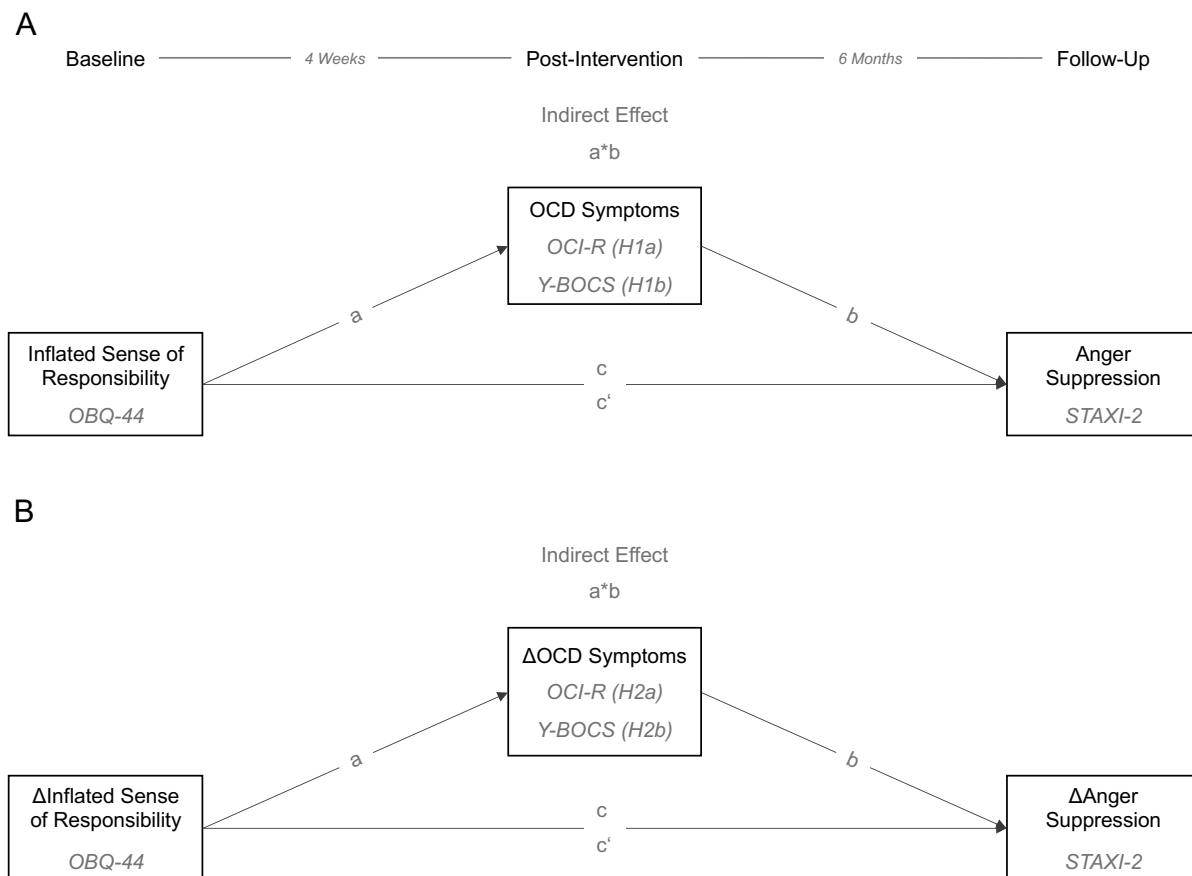 A
Baseline 4 Weeks Post-Intervention 6 Months Follow-Up
Indirect Effect
a*b
OCD Symptoms
OCI-R (H1a)
Y-BOCS (H1b)
a
b
Inflated Sense of
Responsibility
OBQ-44
c
c‘
Anger
Suppression
STAXI-2
B
Indirect Effect
a*b
ΔOCD Symptoms
OCI-R (H2a)
Y-BOCS (H2b)
a
b
ΔInflated Sense
of Responsibility
OBQ-44
c
c‘
ΔAnger
Suppression
STAXI-2